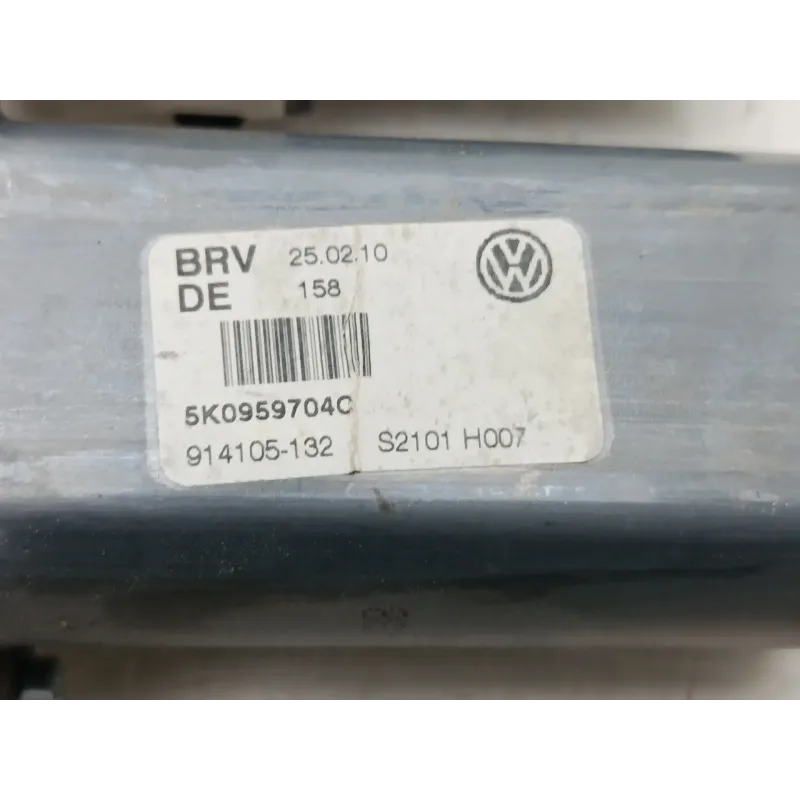 BRV 25.02.10
DE 158
5K0959704C
914105-132 S2101 H007